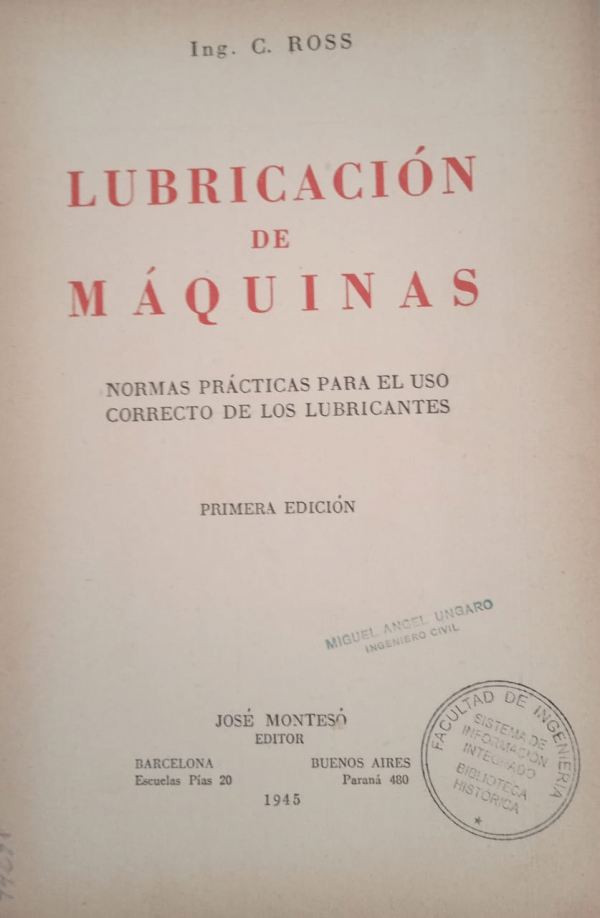 Ing. C. ROSS
LUBRICACIÓN
DE
MÁQUINAS
NORMAS PRÁCTICAS PARA EL USO
CORRECTO DE LOS LUBRICANTES
PRIMERA EDICIÓN
MIGUEL ANGEL UNGARO
INGENIERO CIVIL
JOSÉ MONTESÓ
EDITOR
BARCELONA
Escuelas Pías 20
BUENOS AIRES
Paraná 480
1945
FACULTAD DE INGENIERIA
SISTEMA DE
INFORMACIÓN
INTEGRADO
BIBLIOTECA
HISTÓRICA